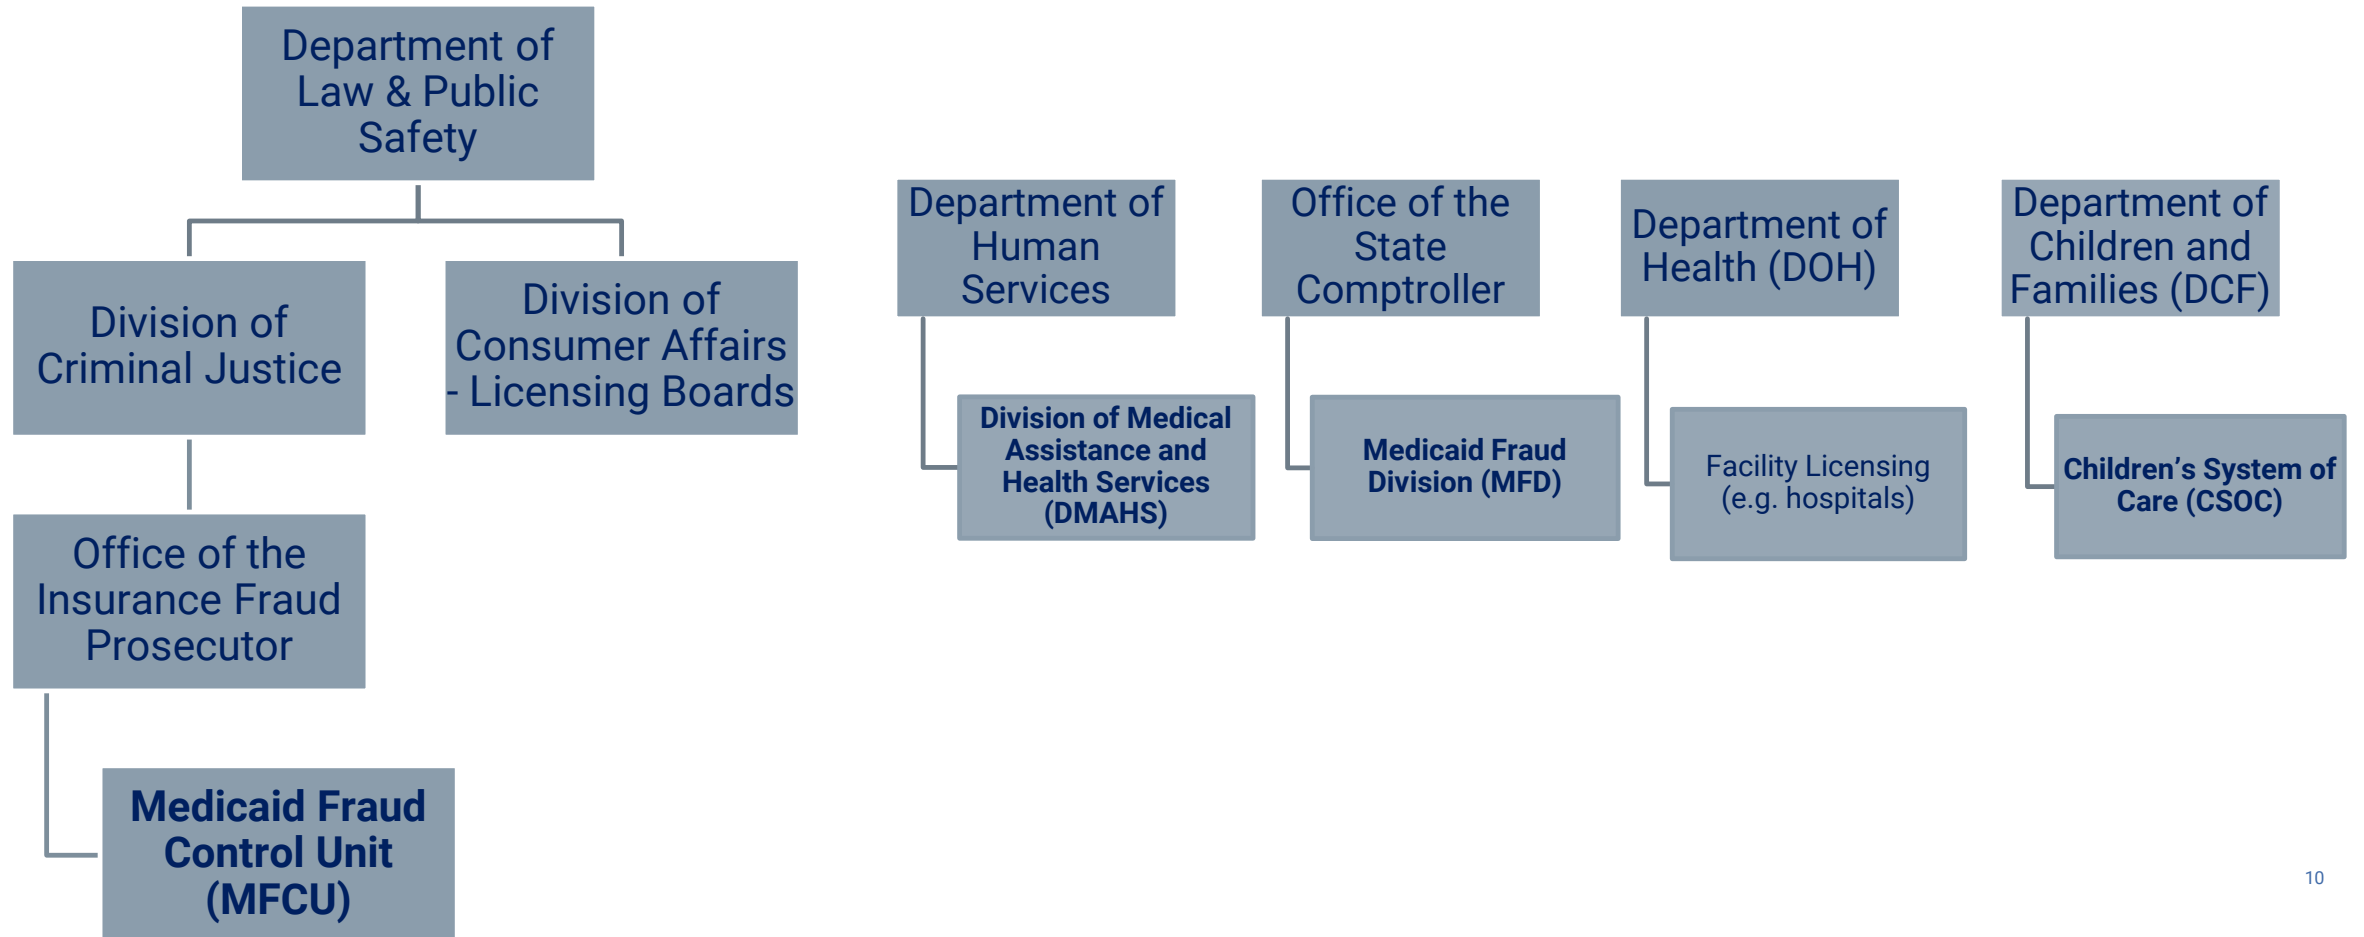 Department of
Law & Public
Safety
Division of
Criminal Justice
Division of
Consumer Affairs
- Licensing Boards
Office of the
Insurance Fraud
Prosecutor
Medicaid Fraud
Control Unit
(MFCU)
Department of
Human
Services
Division of Medical
Assistance and
Health Services
(DMAHS)
Office of the
State
Comptroller
Medicaid Fraud
Division (MFD)
Department of
Health (DOH)
Facility Licensing
(e.g. hospitals)
Department of
Children and
Families (DCF)
Children’s System of
Care (CSOC)
10